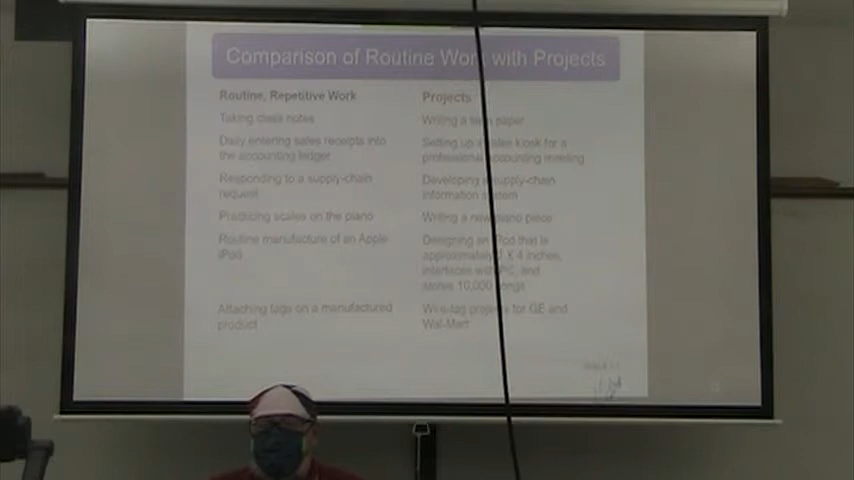 Comparison of Routine Work with Projects
Routine, Repetitive Work
Taking class notes
Daily entering sales receipts into
the accounting ledger
Responding to a supply-chain
request
Practicing scales on the piano
Routine manufacture of an Apple
iPod
Attaching tags on a manufactured
product
Projects
Writing a term paper
Setting up a sales kiosk for a
professional accounting meeting
Developing a supply-chain
information system
Writing a new piano piece
Designing an iPod that is
approximately X 4 inches,
interfaces with PC, and
stores 10,000 songs
Wire-tag projects for GE and
Wal-Mart